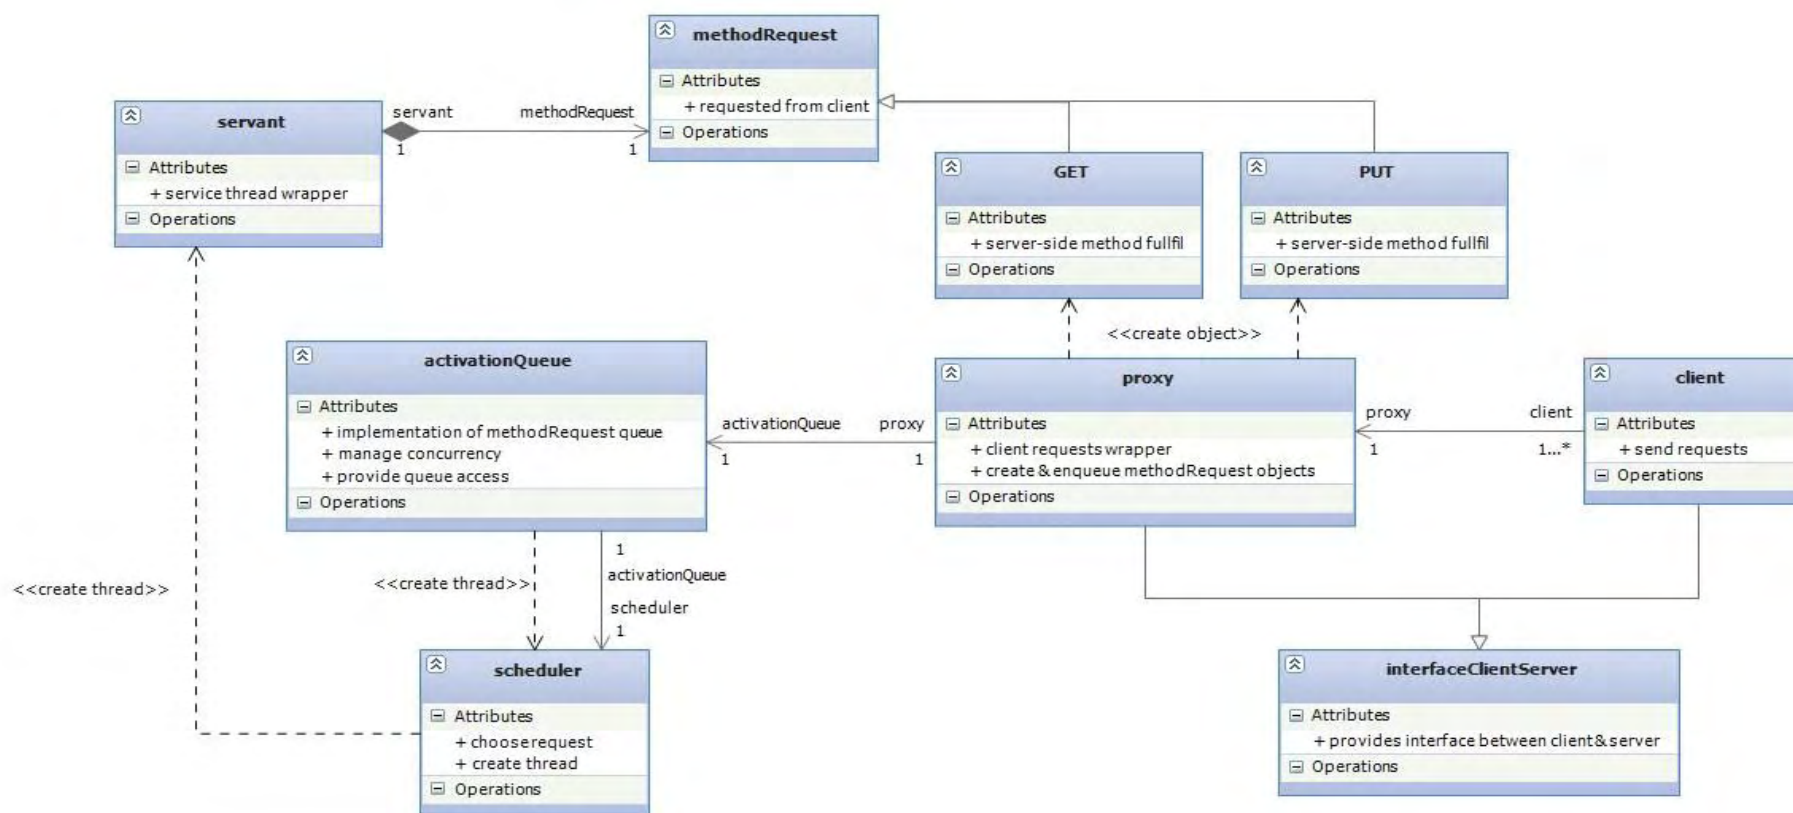 methodRequest
Attributes
+ requested from client
Operations
servant
Attributes
+ service thread wrapper
Operations
servant
methodRequest
1
1
GET
Attributes
+ server-side method fullfil
Operations
PUT
Attributes
+ server-side method fullfil
Operations
<<create object>>
activationQueue
Attributes
+ implementation of methodRequest queue
+ manage concurrency
+ provide queue access
Operations
activationQueue
proxy
1
1
proxy
Attributes
+ client requests wrapper
+ create & enqueue methodRequest objects
Operations
proxy
client
1
1...*
client
Attributes
+ send requests
Operations
<<create thread>>
<<create thread>>
1
activationQueue
scheduler
1
scheduler
Attributes
+ choose request
+ create thread
Operations
interfaceClientServer
Attributes
+ provides interface between client & server
Operations